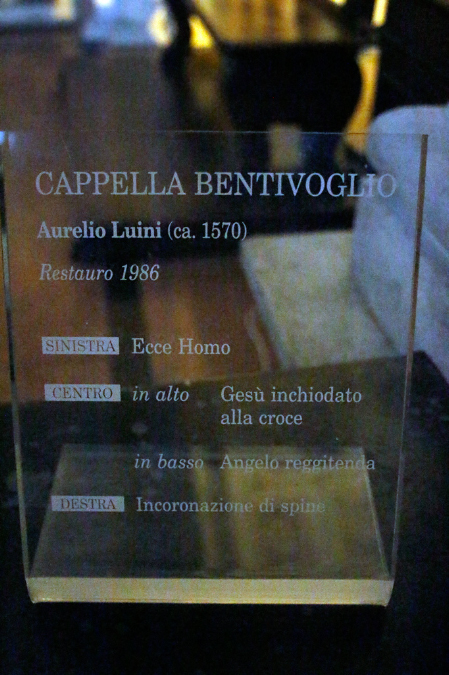 CAPPELLA BENTIVOGLIO
Aurelio Luini (ca. 1570)
Restauro 1986
SINISTRA Ecce Homo
CENTRO in alto Gesù inchiodato
alla croce
in basso Angelo reggitenda
DESTRA Incoronazione di spine